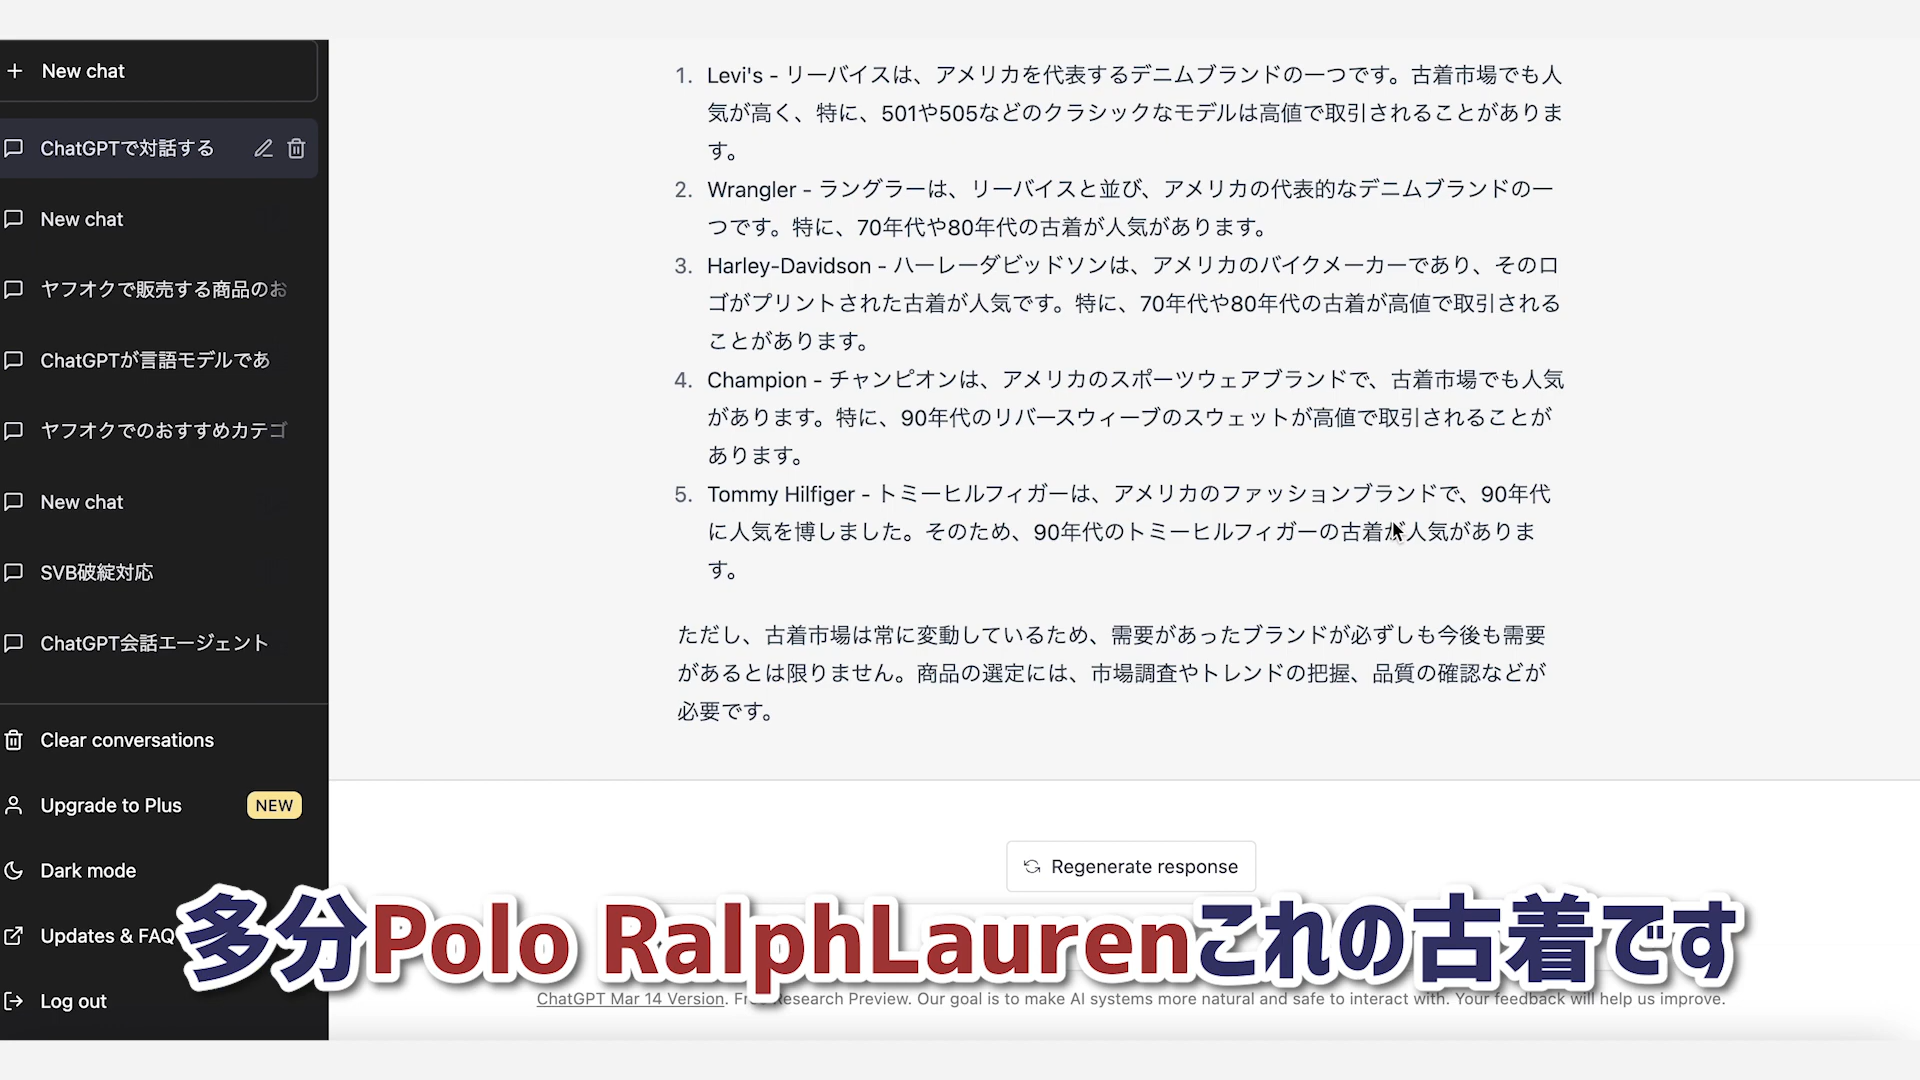 New chat
ChatGPTで対話する
New chat
ヤフオクで販売する商品のお
ChatGPTが言語モデルであ
ヤフオクでのおすすめカテゴ
New chat
SVB破綻対応
ChatGPT会話エージェント
Clear conversations
Upgrade to Plus NEW
Dark mode
Updates & FAQ
Log out
1. Levi's - リーバイスは、アメリカを代表するデニムブランドの一つです。古着市場でも人
気が高く、特に、501や505などのクラシックなモデルは高値で取引されることがありま
す。
2. Wrangler - ラングラーは、リーバイスと並び、アメリカの代表的なデニムブランドの一
つです。特に、70年代や80年代の古着が人気があります。
3. Harley-Davidson - ハーレーダビッドソンは、アメリカのバイクメーカーであり、そのロ
ゴがプリントされた古着が人気です。特に、70年代や80年代の古着が高値で取引される
ことがあります。
4. Champion - チャンピオンは、アメリカのスポーツウェアブランドで、古着市場でも人気
があります。特に、90年代のリバースウィーブのスウェットが高値で取引されることが
あります。
5. Tommy Hilfiger - トミーヒルフィガーは、アメリカのファッションブランドで、90年代
に人気を博しました。そのため、90年代のトミーヒルフィガーの古着が人気がありま
す。
ただし、古着市場は常に変動しているため、需要があったブランドが必ずしも今後も需要
があるとは限りません。商品の選定には、市場調査やトレンドの把握、品質の確認などが
必要です。
Regenerate response
多分Polo RalphLaurenこれの古着です
ChatGPT Mar 14 Version. Free Research Preview. Our goal is to make AI systems more natural and safe to interact with. Your feedback will help us improve.